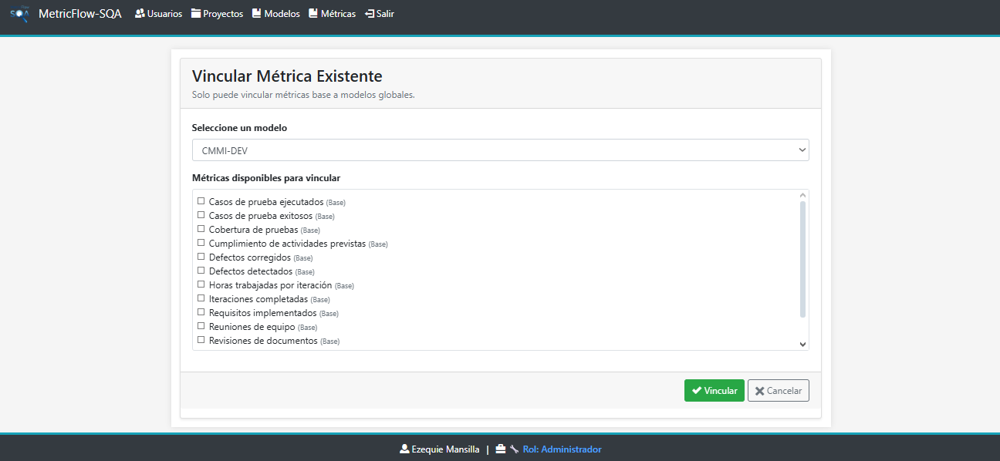 SQA MetricFlow-SQA Usuarios Proyectos Modelos Métricas Salir
Vincular Métrica Existente
Solo puede vincular métricas base a modelos globales.
Seleccione un modelo
CMMI-DEV
Métricas disponibles para vincular
Casos de prueba ejecutados (Base)
Casos de prueba exitosos (Base)
Cobertura de pruebas (Base)
Cumplimiento de actividades previstas (Base)
Defectos corregidos (Base)
Defectos detectados (Base)
Horas trabajadas por iteración (Base)
Iteraciones completadas (Base)
Requisitos implementados (Base)
Reuniones de equipo (Base)
Revisiones de documentos (Base)
Vincular Cancelar
Ezequie Mansilla | Rol: Administrador